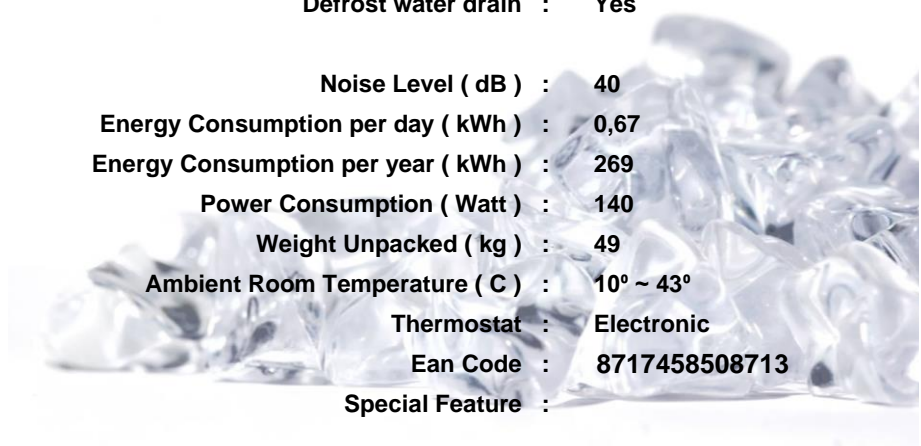 Defrost water drain : Yes
Noise Level ( dB ) : 40
Energy Consumption per day ( kWh ) : 0,67
Energy Consumption per year ( kWh ) : 269
Power Consumption ( Watt ) : 140
Weight Unpacked ( kg ) : 49
Ambient Room Temperature ( C ) : 10⁰ ~ 43⁰
Thermostat : Electronic
Ean Code : 8717458508713
Special Feature :